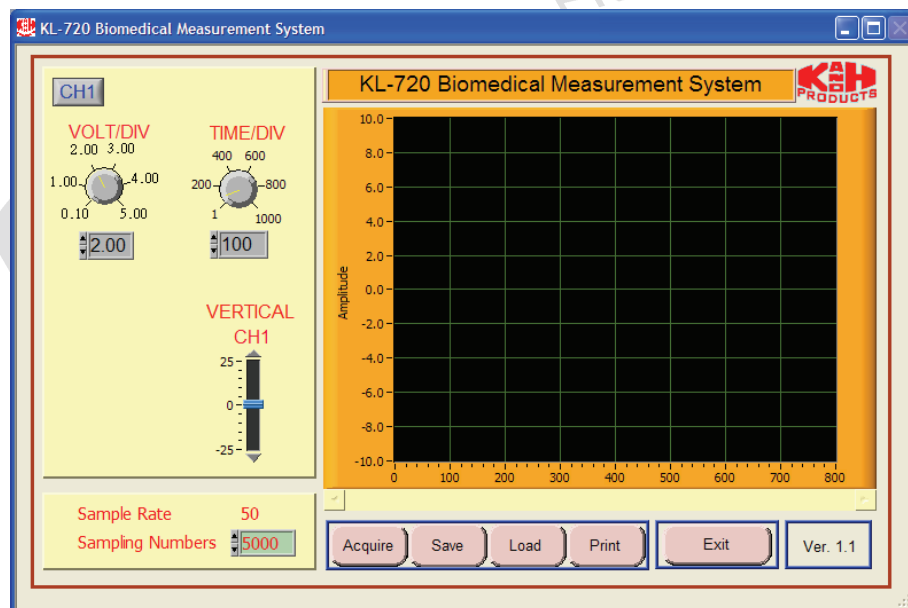 KL-720 Biomedical Measurement System
CH1
VOLT/DIV
2.00 3.00
1.00 4.00
0.10 5.00
2.00
TIME/DIV
400 600
200 800
1 1000
100
VERTICAL
CH1
25
0
-25
Sample Rate 50
Sampling Numbers 5000
KL-720 Biomedical Measurement System
K AND H
PRODUCTS
Amplitude
10.0
8.0
6.0
4.0
2.0
0.0
-2.0
-4.0
-6.0
-8.0
-10.0
0 100 200 300 400 500 600 700 800
Acquire Save Load Print Exit Ver. 1.1